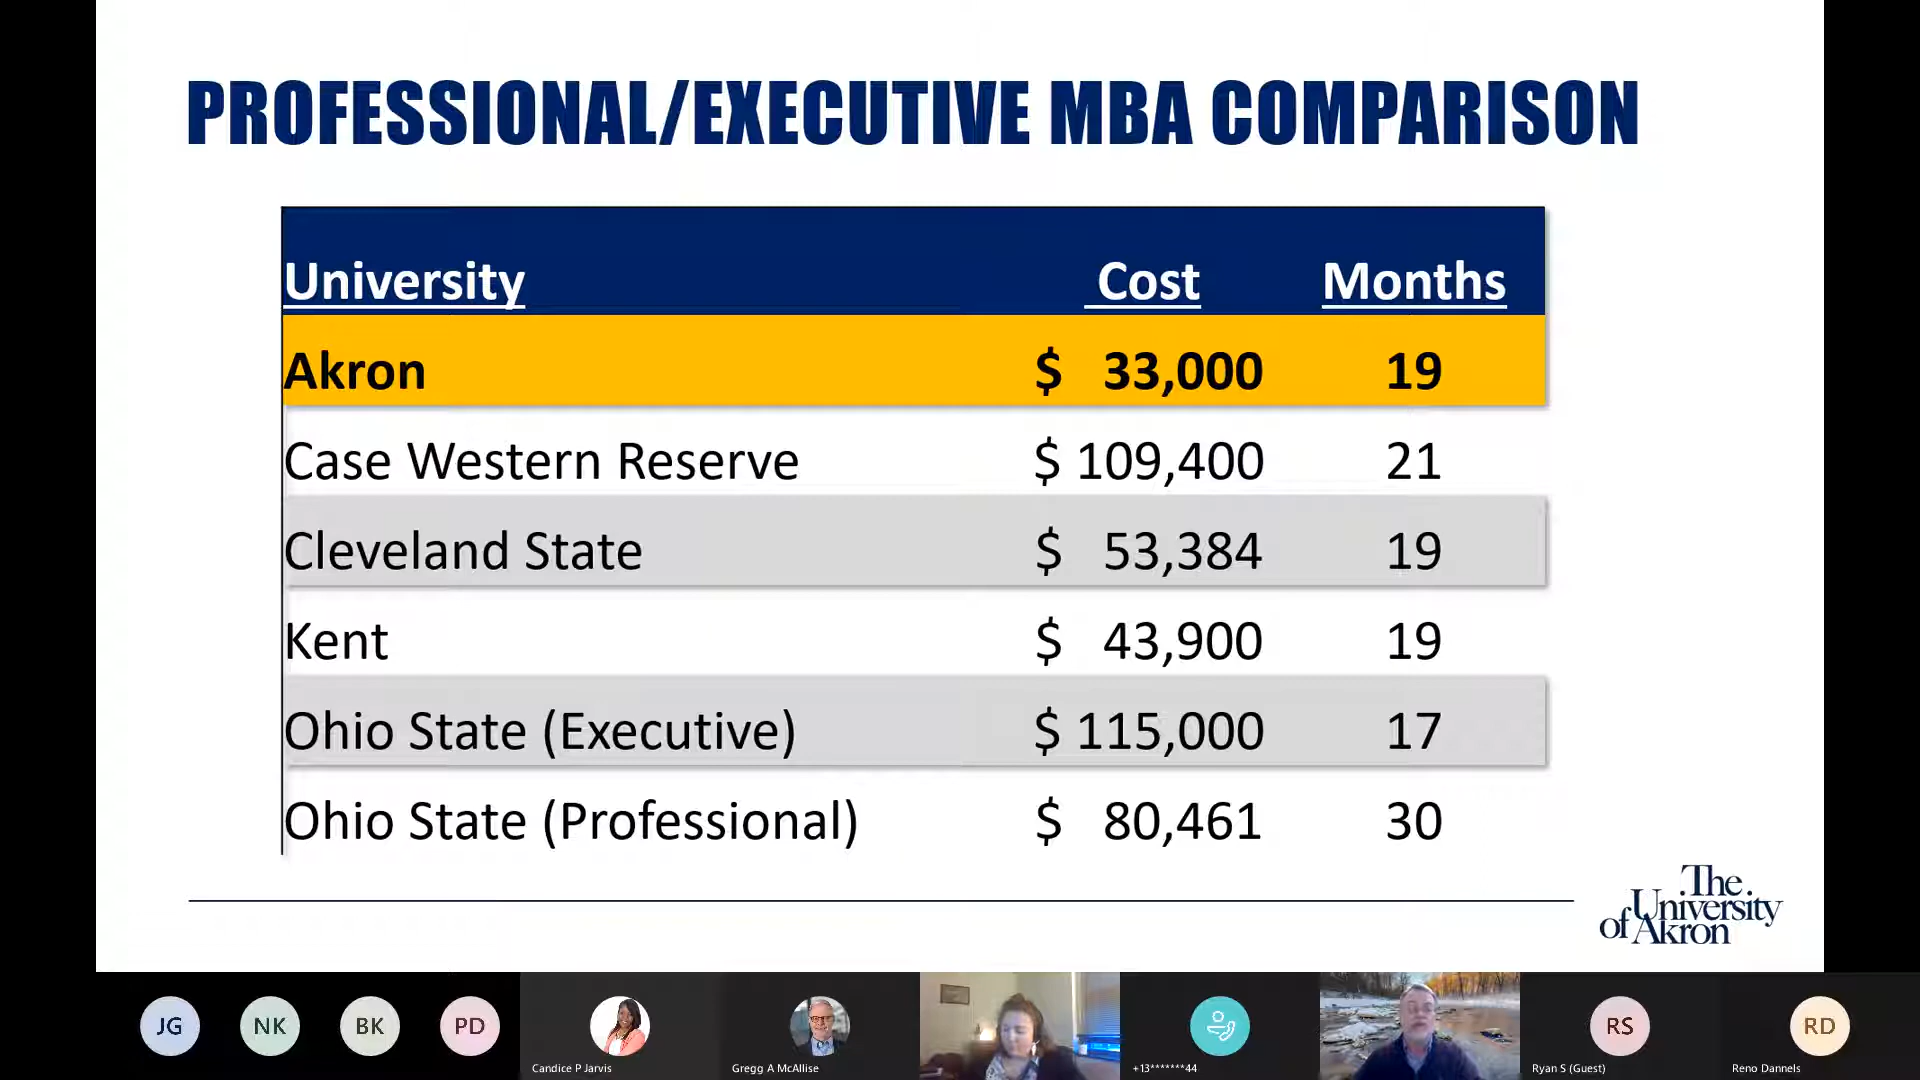 PROFESSIONAL/EXECUTIVE MBA COMPARISON
University Cost Months
Akron $ 33,000 19
Case Western Reserve $ 109,400 21
Cleveland State $ 53,384 19
Kent $ 43,900 19
Ohio State (Executive) $ 115,000 17
Ohio State (Professional) $ 80,461 30
The
University
of Akron
JG NK BK PD RS RD
Candice P Jarvis Gregg A McAllise +13*******44 Ryan S (Guest) Reno Dannels